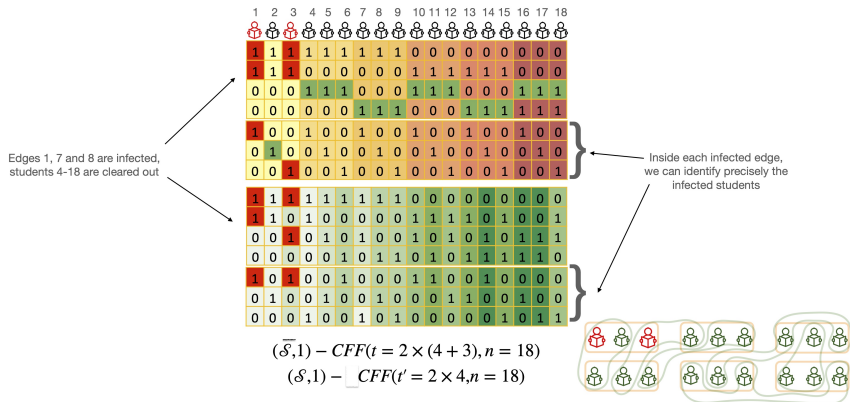 1 2 3 4 5 6 7 8 9 10 11 12 13 14 15 16 17 18
1 1 1 1 1 1 1 1 1 0 0 0 0 0 0 0 0 0
1 1 1 0 0 0 0 0 0 1 1 1 1 1 1 0 0 0
0 0 0 1 1 1 0 0 0 1 1 1 0 0 0 1 1 1
0 0 0 0 0 0 1 1 1 0 0 0 1 1 1 1 1 1
1 0 0 1 0 0 1 0 0 1 0 0 1 0 0 1 0 0
0 1 0 0 1 0 0 1 0 0 1 0 0 1 0 0 1 0
0 0 1 0 0 1 0 0 1 0 0 1 0 0 1 0 0 1
Edges 1, 7 and 8 are infected,
students 4-18 are cleared out
Inside each infected edge,
we can identify precisely the
infected students
1 1 1 1 1 1 1 1 1 0 0 0 0 0 0 0 0 0
1 1 0 1 0 0 0 0 0 1 1 1 1 0 1 0 0 1
0 0 1 0 1 0 1 1 0 1 0 1 0 1 0 1 1 1
0 0 0 0 0 1 0 0 1 0 1 0 1 1 1 1 1 0
1 0 1 1 0 0 0 1 0 0 1 0 0 1 0 0 0 1
0 1 0 0 1 0 0 0 1 0 0 1 1 0 0 1 0 0
0 0 0 0 0 1 1 0 0 1 0 0 0 0 1 0 1 0
(𝒮̅,1) − CFF(t = 2 × (4 + 3), n = 18)
(𝒮,1) − CFF(t′ = 2 × 4,n = 18)